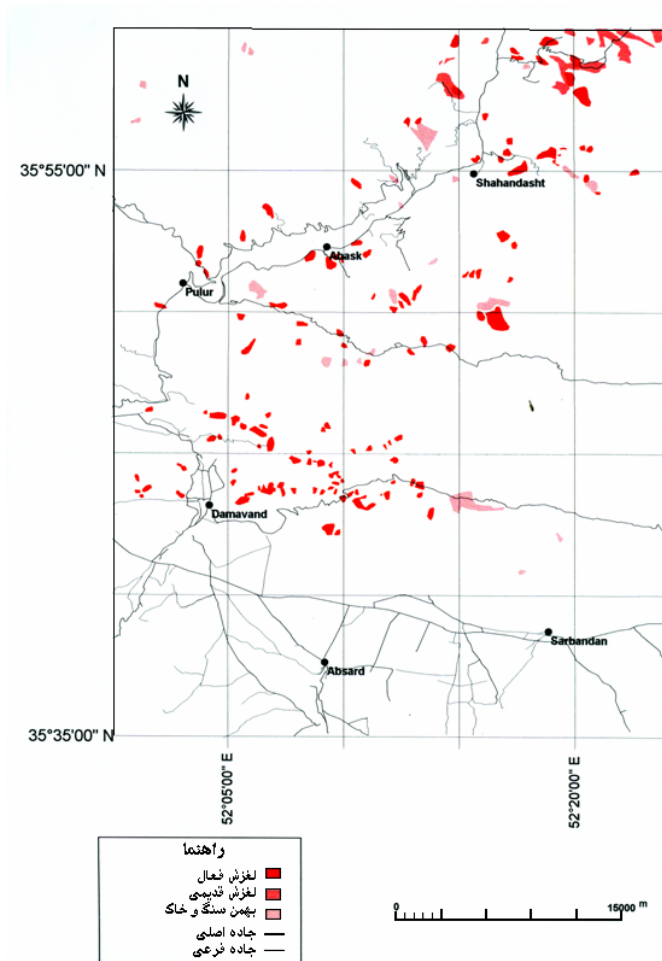 N
35°55'00" N
Shahandasht
Abask
Pulur
Damavand
Sarbandan
Absard
35°35'00" N
52°05'00" E
52°20'00" E
راهنما
لغزش فعال
لغزش قدیمی
بهمن سنگ و خاک
جاده اصلی
جاده فرعی
0 15000 m